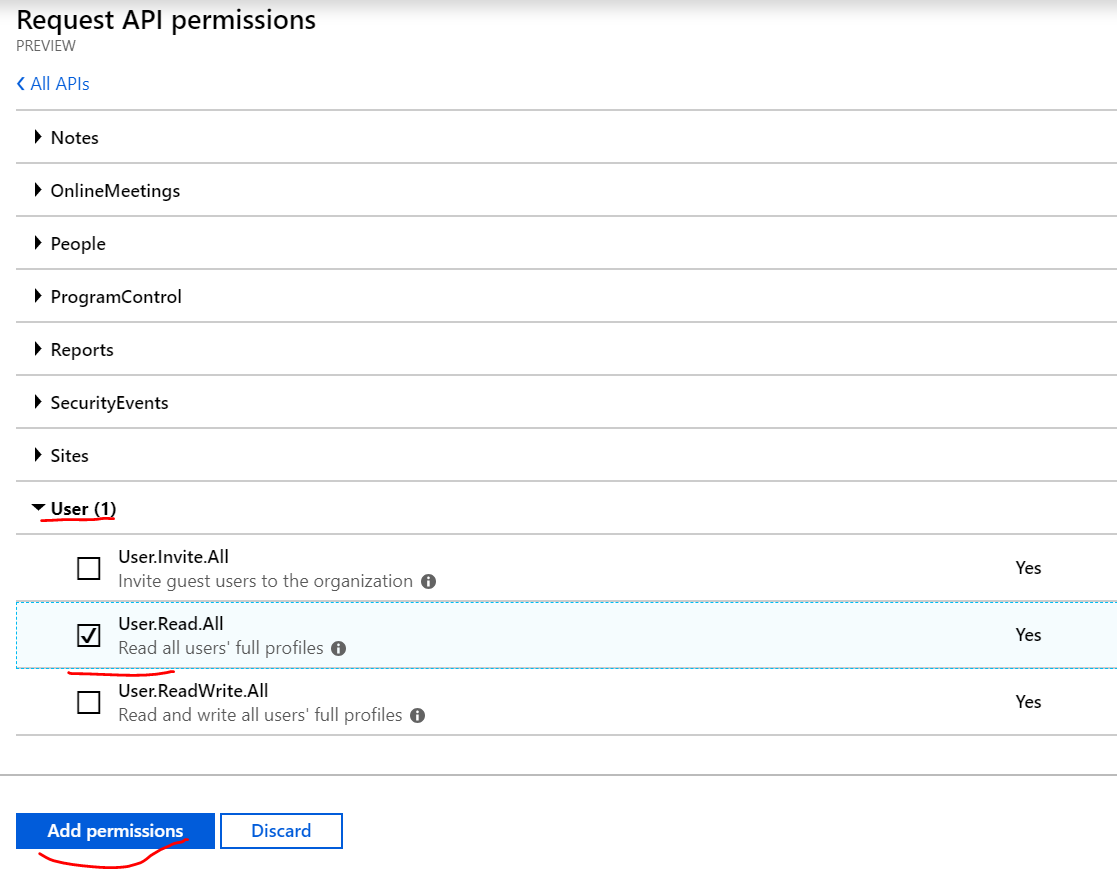 Request API permissions
PREVIEW
All APIs
Notes
OnlineMeetings
People
ProgramControl
Reports
SecurityEvents
Sites
User (1)
User.Invite.All
Invite guest users to the organization
Yes
User.Read.All
Read all users' full profiles
Yes
User.ReadWrite.All
Read and write all users' full profiles
Yes
Add permissions Discard